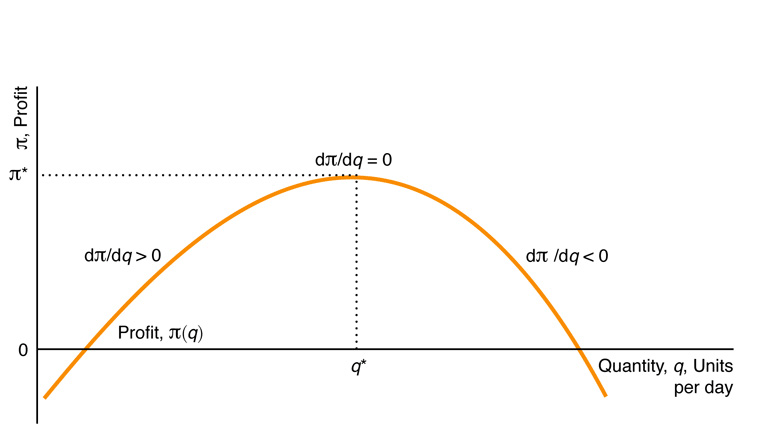 π, Profit
dπ/dq = 0
π*
dπ/dq > 0
dπ /dq < 0
Profit, π(q)
0
q*
Quantity, q, Units
per day